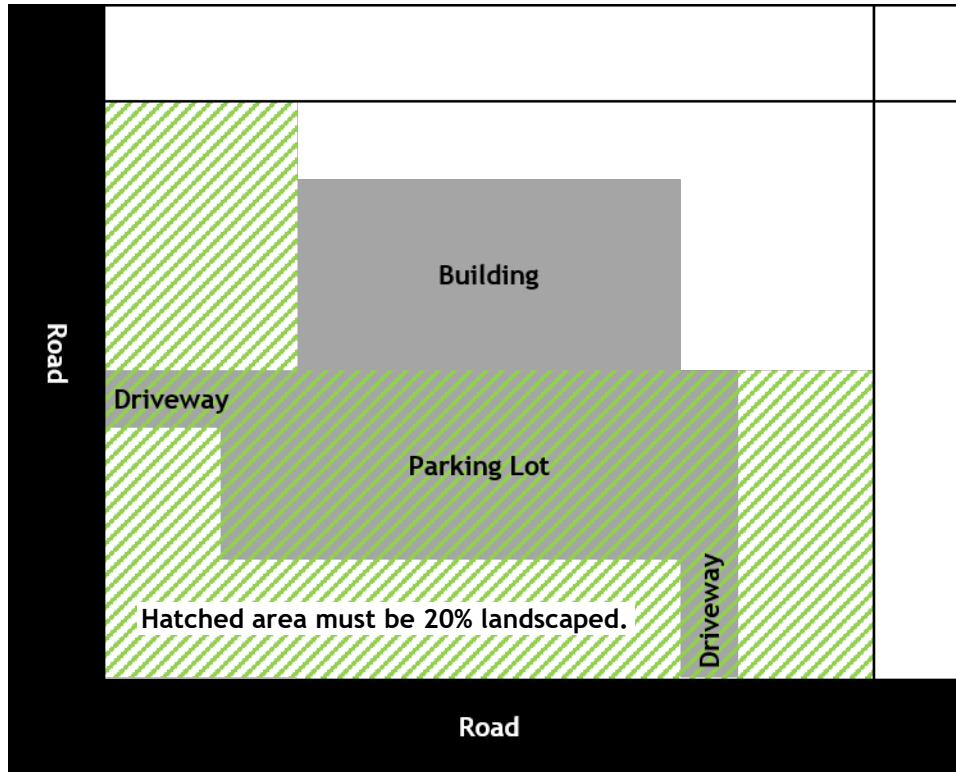 Building
Road
Driveway
Parking Lot
Driveway
Hatched area must be 20% landscaped.
Road